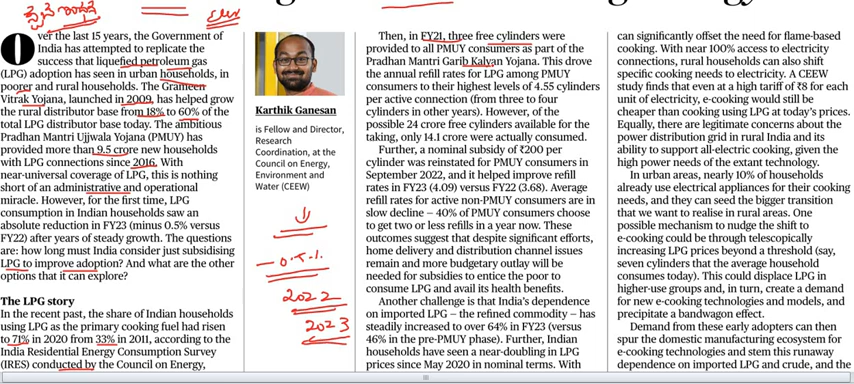 Over the last 15 years, the Government of
India has attempted to replicate the
success that liquefied petroleum gas
(LPG) adoption has seen in urban households, in
poorer and rural households. The Grameen
Vitrak Yojana, launched in 2009, has helped grow
the rural distributor base from 18% to 60% of the
total LPG distributor base today. The ambitious
Pradhan Mantri Ujjwala Yojana (PMUY) has
provided more than 9.5 crore new households
with LPG connections since 2016. With
near-universal coverage of LPG, this is nothing
short of an administrative and operational
miracle. However, for the first time, LPG
consumption in Indian households saw an
absolute reduction in FY23 (minus 0.5% versus
FY22) after years of steady growth. The questions
are: how long must India consider just subsidising
LPG to improve adoption? And what are the other
options that it can explore?
The LPG story
In the recent past, the share of Indian households
using LPG as the primary cooking fuel had risen
to 71% in 2020 from 33% in 2011, according to the
India Residential Energy Consumption Survey
(IRES) conducted by the Council on Energy,
Karthik Ganesan
is Fellow and Director,
Research
Coordination, at the
Council on Energy,
Environment and
Water (CEEW)
- 0.5%
2022
2023
Then, in FY21, three free cylinders were
provided to all PMUY consumers as part of the
Pradhan Mantri Garib Kalyan Yojana. This drove
the annual refill rates for LPG among PMUY
consumers to their highest levels of 4.55 cylinders
per active connection (from three to four
cylinders in other years). However, of the
possible 24 crore free cylinders available for the
taking, only 14.1 crore were actually consumed.
Further, a nominal subsidy of ₹200 per
cylinder was reinstated for PMUY consumers in
September 2022, and it helped improve refill
rates in FY23 (4.09) versus FY22 (3.68). Average
refill rates for active non-PMUY consumers are in
slow decline – 40% of PMUY consumers choose
to get two or less refills in a year now. These
outcomes suggest that despite significant efforts,
home delivery and distribution channel issues
remain and more budgetary outlay will be
needed for subsidies to entice the poor to
consume LPG and avail its health benefits.
Another challenge is that India's dependence
on imported LPG – the refined commodity – has
steadily increased to over 64% in FY23 (versus
46% in the pre-PMUY phase). Further, Indian
households have seen a near-doubling in LPG
prices since May 2020 in nominal terms. With
can significantly offset the need for flame-based
cooking. With near 100% access to electricity
connections, rural households can also shift
specific cooking needs to electricity. A CEEW
study finds that even at a high tariff of ₹8 for each
unit of electricity, e-cooking would still be
cheaper than cooking using LPG at today's prices.
Equally, there are legitimate concerns about the
power distribution grid in rural India and its
ability to support all-electric cooking, given the
high power needs of the extant technology.
In urban areas, nearly 10% of households
already use electrical appliances for their cooking
needs, and they can seed the bigger transition
that we want to realise in rural areas. One
possible mechanism to nudge the shift to
e-cooking could be through telescopically
increasing LPG prices beyond a threshold (say,
seven cylinders that the average household
consumes today). This could displace LPG in
higher-use groups and, in turn, create a demand
for new e-cooking technologies and models, and
precipitate a bandwagon effect.
Demand from these early adopters can then
spur the domestic manufacturing ecosystem for
e-cooking technologies and stem this runaway
dependence on imported LPG and crude, and the